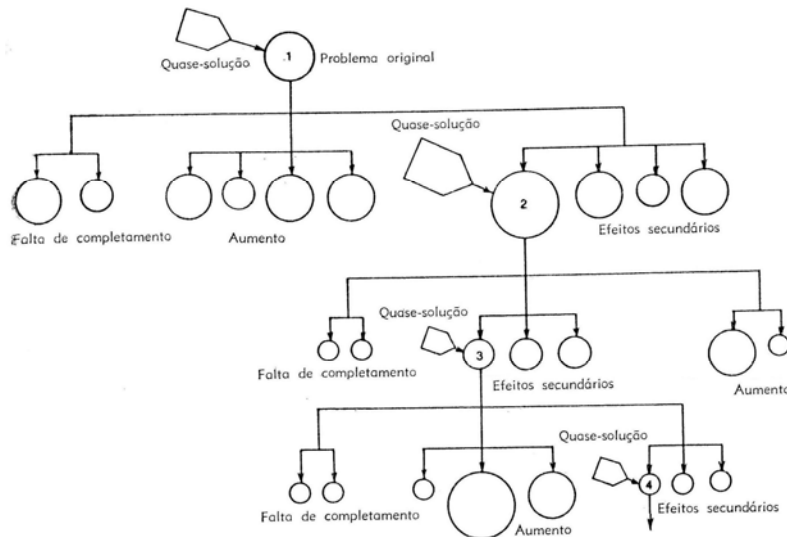 1
Problema original
Quase-solução
Quase-solução
2
Falta de completamento
Aumento
Efeitos secundários
Quase-solução
3
Falta de completamento
Efeitos secundários
Aumento
Quase-solução
4
Falta de completamento
Aumento
Efeitos secundários